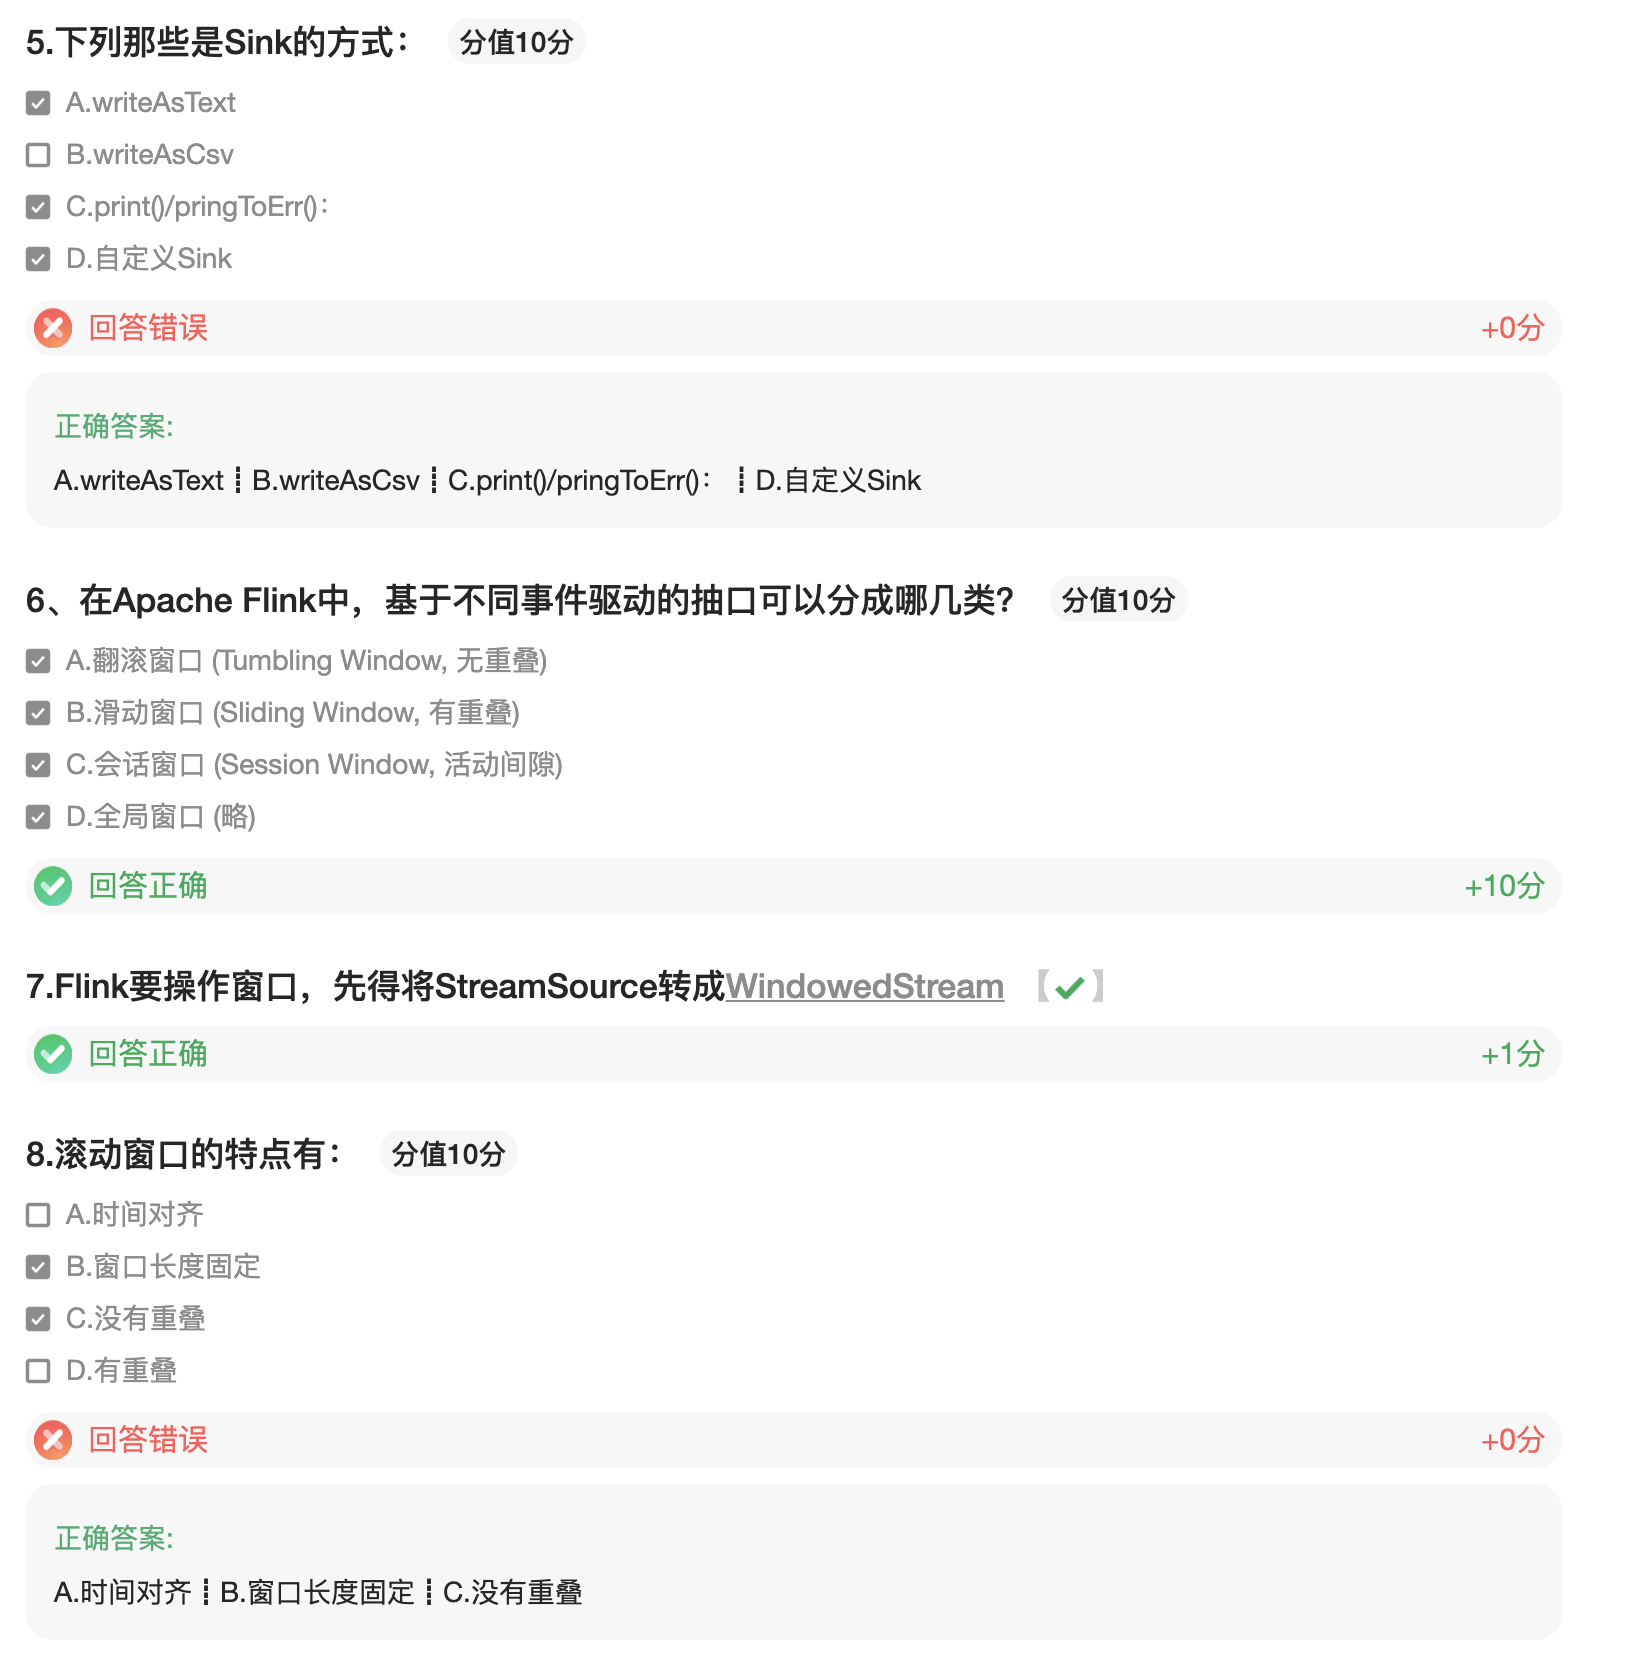 5.下列那些是Sink的方式： 分值10分
A.writeAsText
B.writeAsCsv
C.print()/pringToErr()：
D.自定义Sink
回答错误 +0分
正确答案:
A.writeAsText ┋ B.writeAsCsv ┋ C.print()/pringToErr()： ┋ D.自定义Sink
6、在Apache Flink中，基于不同事件驱动的抽口可以分成哪几类？ 分值10分
A.翻滚窗口 (Tumbling Window, 无重叠)
B.滑动窗口 (Sliding Window, 有重叠)
C.会话窗口 (Session Window, 活动间隙)
D.全局窗口 (略)
回答正确 +10分
7.Flink要操作窗口，先得将StreamSource转成WindowedStream 【✔】
回答正确 +1分
8.滚动窗口的特点有： 分值10分
A.时间对齐
B.窗口长度固定
C.没有重叠
D.有重叠
回答错误 +0分
正确答案:
A.时间对齐 ┋ B.窗口长度固定 ┋ C.没有重叠